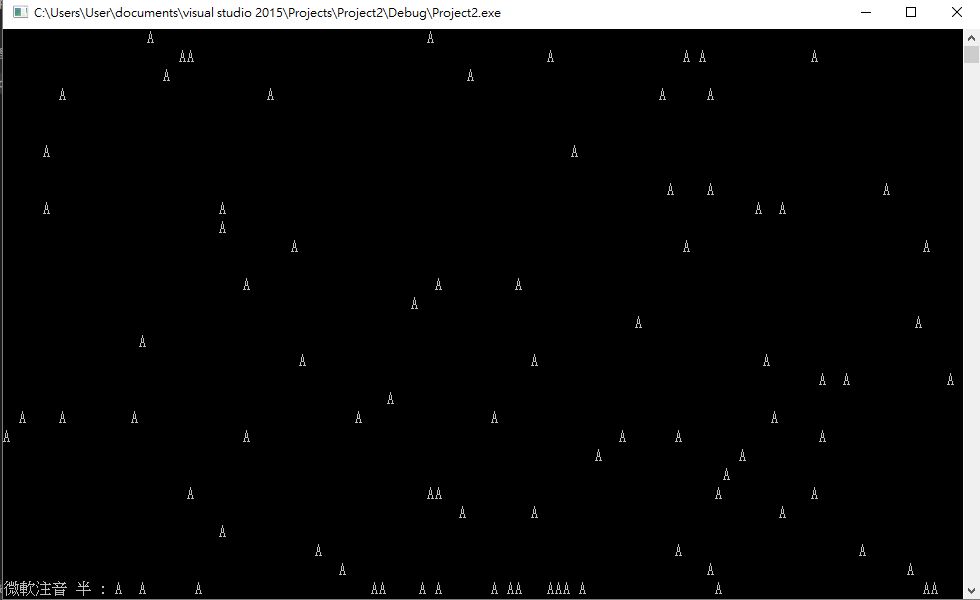 C:\Users\User\documents\visual studio 2015\Projects\Project2\Debug\Project2.exe
A A
AA A A A A
A A
A A A A
A A
A A A
A A A A
A
A A A
A A A
A
A A
A
A A A
A A A
A
A A A A A A
A A A A A
A A
A
A AA A A
A A A
A
A A A
A A A
微軟注音 半 : A A A AA A A A AA AAA A A AA